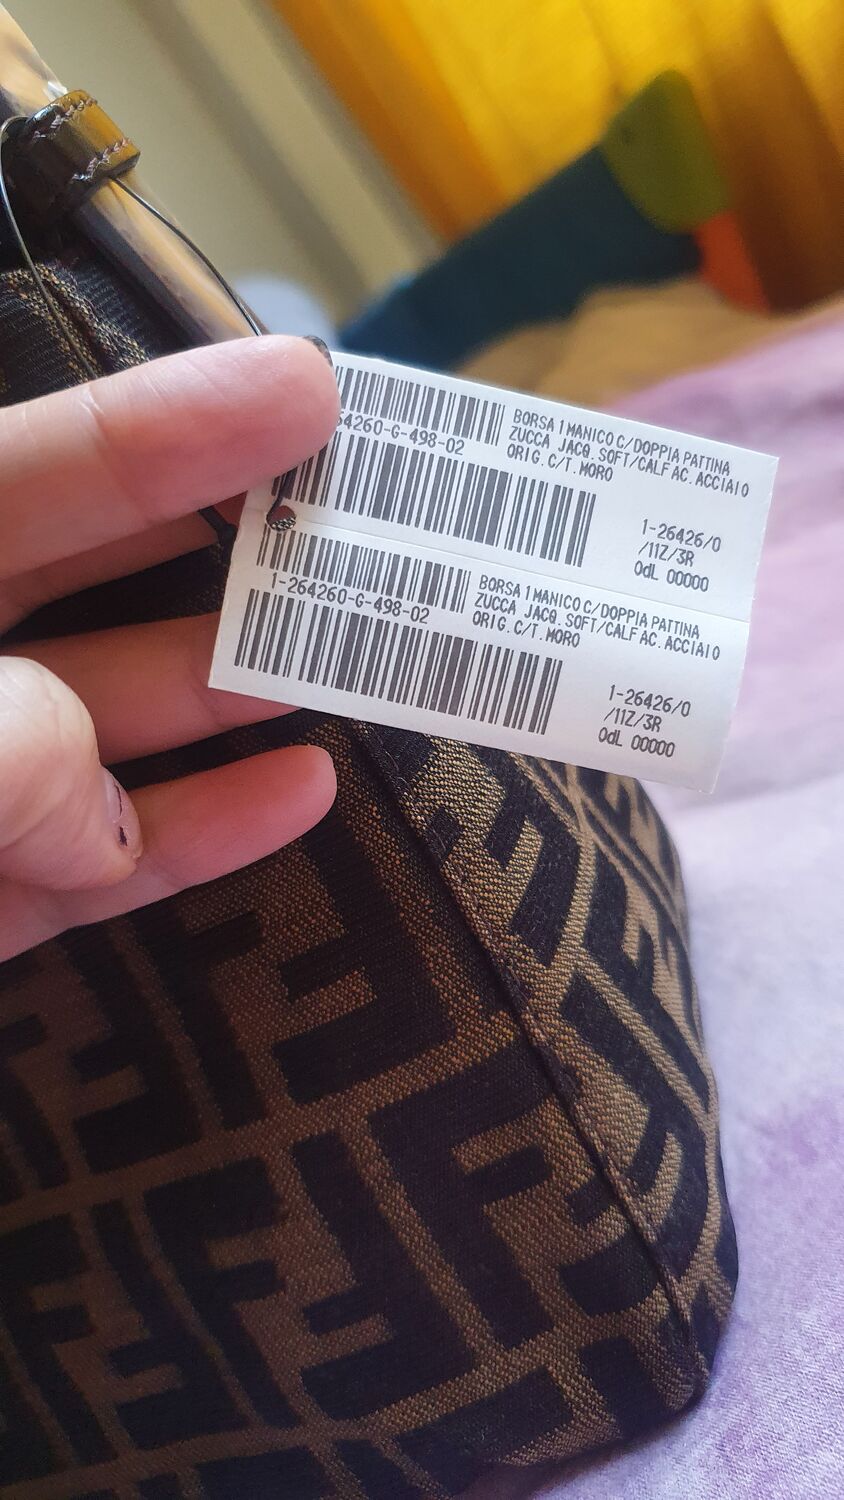 54260-G-498-02
BORSA 1 MANICO C/DOPPIA PATTINA
ZUCCA JACQ. SOFT/CALF AC. ACCIAIO
ORIG. C/T. MORO
1-26426/0
/11Z/3R
OdL 00000
1-264260-G-498-02
BORSA 1 MANICO C/DOPPIA PATTINA
ZUCCA JACQ. SOFT/CALF AC. ACCIAIO
ORIG. C/T. MORO
1-26426/0
/11Z/3R
OdL 00000